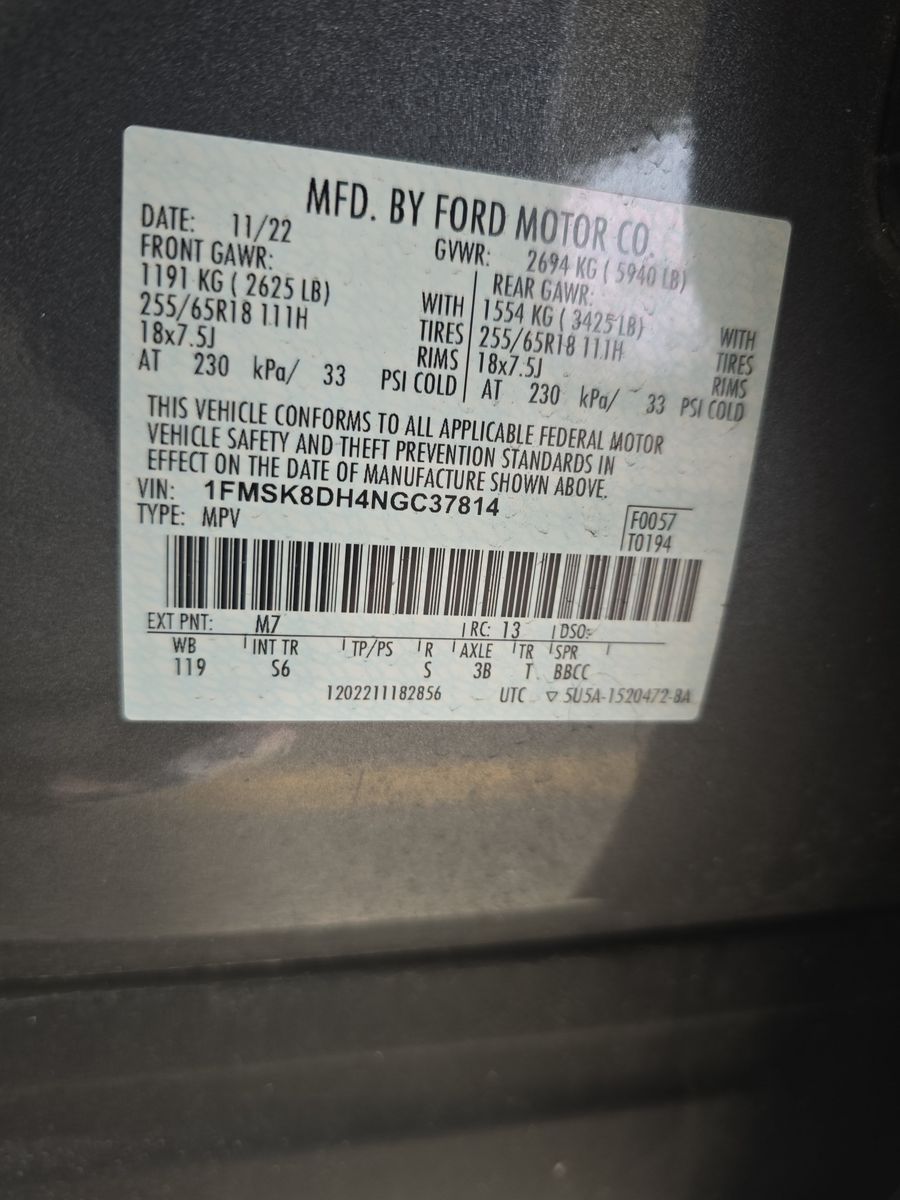 MFD. BY FORD MOTOR CO.
DATE: 11/22 GVWR: 2694 KG ( 5940 LB)
FRONT GAWR: REAR GAWR:
1191 KG ( 2625 LB) WITH 1554 KG ( 3425 LB) WITH
255/65R18 111H TIRES 255/65R18 111H TIRES
18x7.5J RIMS 18x7.5J RIMS
AT 230 kPa/ 33 PSI COLD AT 230 kPa/ 33 PSI COLD
THIS VEHICLE CONFORMS TO ALL APPLICABLE FEDERAL MOTOR
VEHICLE SAFETY AND THEFT PREVENTION STANDARDS IN
EFFECT ON THE DATE OF MANUFACTURE SHOWN ABOVE.
VIN: 1FMSK8DH4NGC37814
TYPE: MPV F0057
T0194
EXT PNT: M7 RC: 13 DSO:
WB INT TR TP/PS R AXLE TR SPR
119 S6 S 3B T BBCC
1202211182856 UTC ▽ 5U5A-1520472-BA